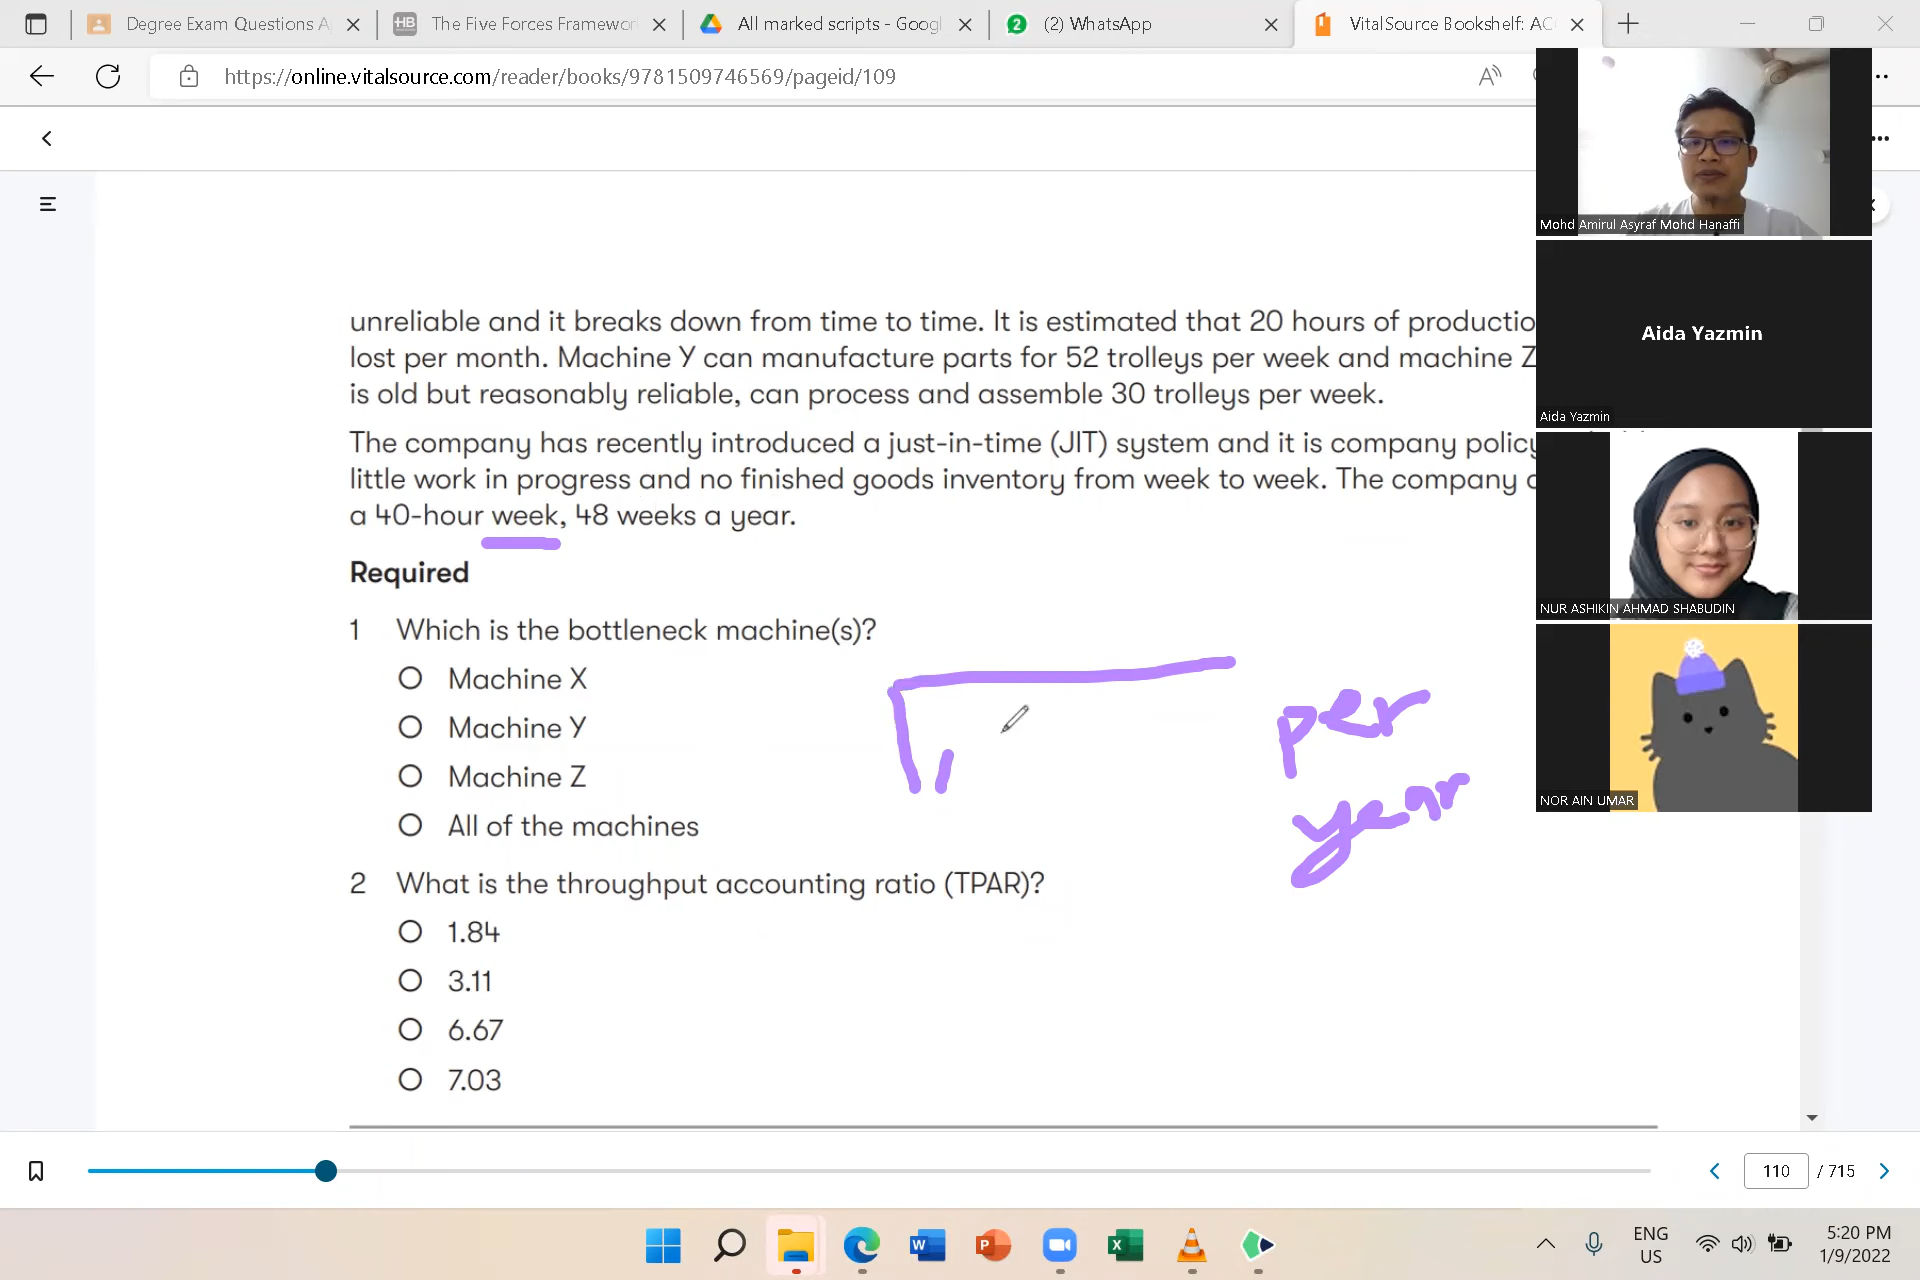 Degree Exam Questions A
The Five Forces Framewor
All marked scripts - Googl
(2) WhatsApp
VitalSource Bookshelf: AC
https://online.vitalsource.com/reader/books/9781509746569/pageid/109
unreliable and it breaks down from time to time. It is estimated that 20 hours of productio
lost per month. Machine Y can manufacture parts for 52 trolleys per week and machine Z
is old but reasonably reliable, can process and assemble 30 trolleys per week.
The company has recently introduced a just-in-time (JIT) system and it is company policy
little work in progress and no finished goods inventory from week to week. The company
a 40-hour week, 48 weeks a year.
Required
1 Which is the bottleneck machine(s)?
Machine X
Machine Y
Machine Z
All of the machines
per
year
2 What is the throughput accounting ratio (TPAR)?
1.84
3.11
6.67
7.03
Mohd Amirul Asyraf Mohd Hanaffi
Aida Yazmin
Aida Yazmin
NUR ASHIKIN AHMAD SHABUDIN
NOR AIN UMAR
110 / 715
ENG
US
5:20 PM
1/9/2022